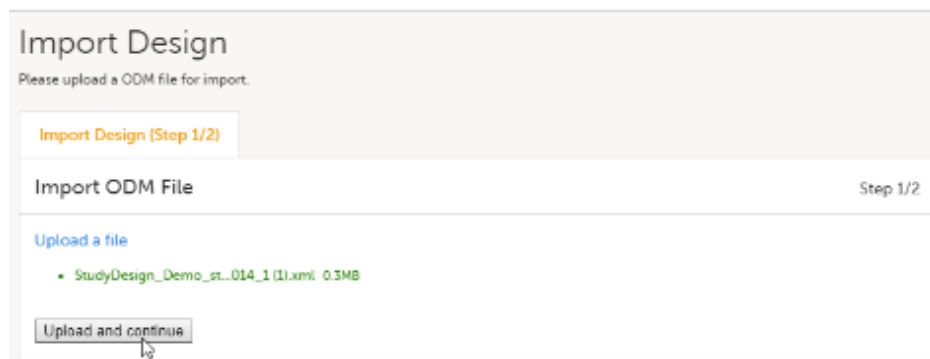 Import Design
Please upload a ODM file for import.
Import Design (Step 1/2)
Import ODM File
Step 1/2
Upload a file
StudyDesign_Demo_st...014_1 (1).xml 0.3MB
Upload and continue